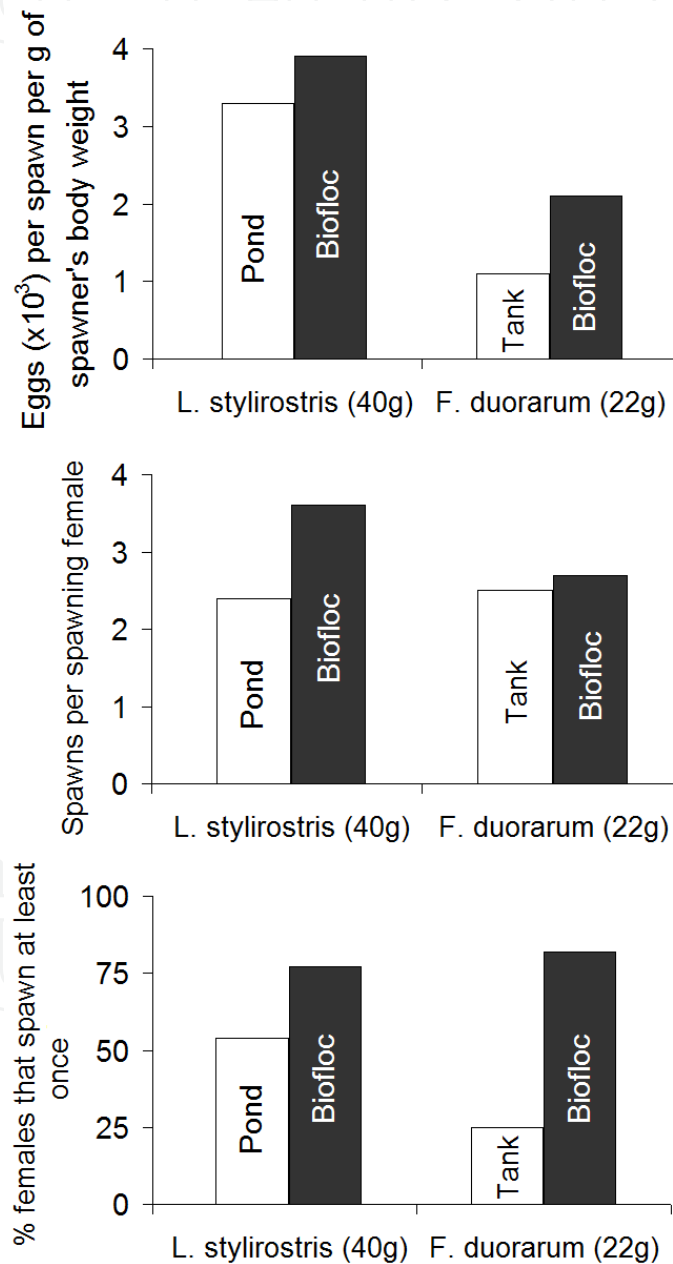 Eggs (x10³) per spawn per g of
spawner's body weight
4
3
2
1
0
Pond
Biofloc
Tank
Biofloc
L. stylirostris (40g)
F. duorarum (22g)
Spawns per spawning female
4
3
2
1
0
Pond
Biofloc
Tank
Biofloc
L. stylirostris (40g)
F. duorarum (22g)
% females that spawn at least
once
100
75
50
25
0
Pond
Biofloc
Tank
Biofloc
L. stylirostris (40g)
F. duorarum (22g)